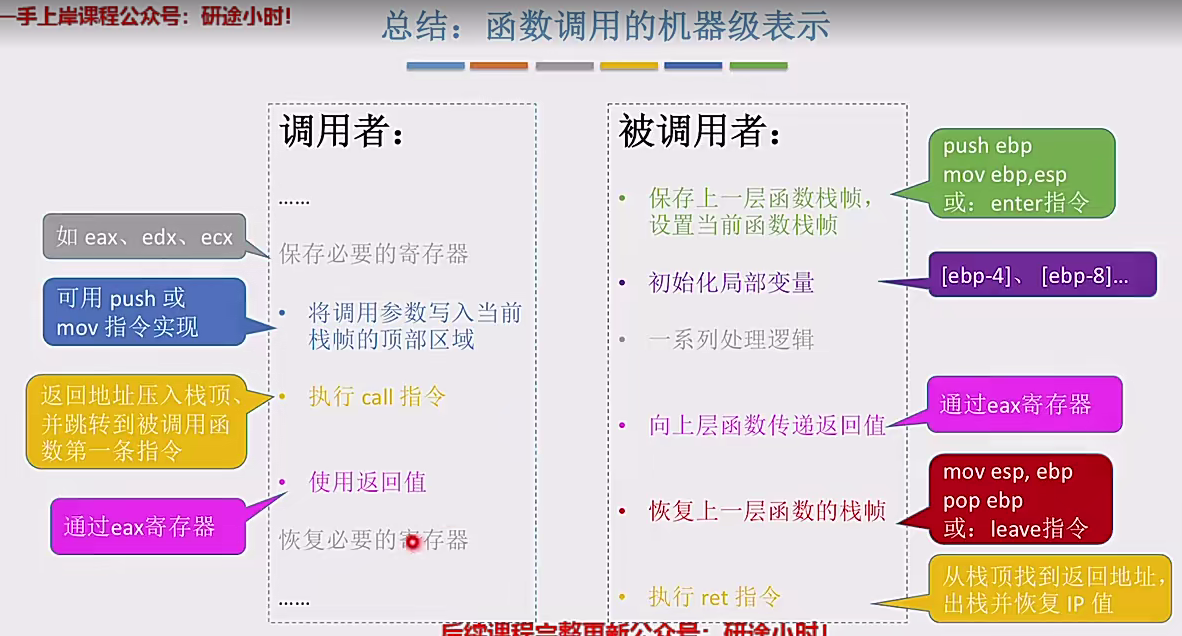 一手上岸课程公众号：研途小时!
总结：函数调用的机器级表示
调用者：
……
如 eax、edx、ecx
保存必要的寄存器
可用 push 或
mov 指令实现
• 将调用参数写入当前
栈帧的顶部区域
返回地址压入栈顶、
并跳转到被调用函
数第一条指令
• 执行 call 指令
• 使用返回值
通过eax寄存器
恢复必要的寄存器
……
被调用者：
• 保存上一层函数栈帧，
设置当前函数栈帧
push ebp
mov ebp,esp
或：enter指令
• 初始化局部变量
[ebp-4]、 [ebp-8]...
• 一系列处理逻辑
• 向上层函数传递返回值
通过eax寄存器
• 恢复上一层函数的栈帧
mov esp, ebp
pop ebp
或：leave指令
• 执行 ret 指令
从栈顶找到返回地址，
出栈并恢复 IP 值
后续课程完整更新公众号：研途小时!